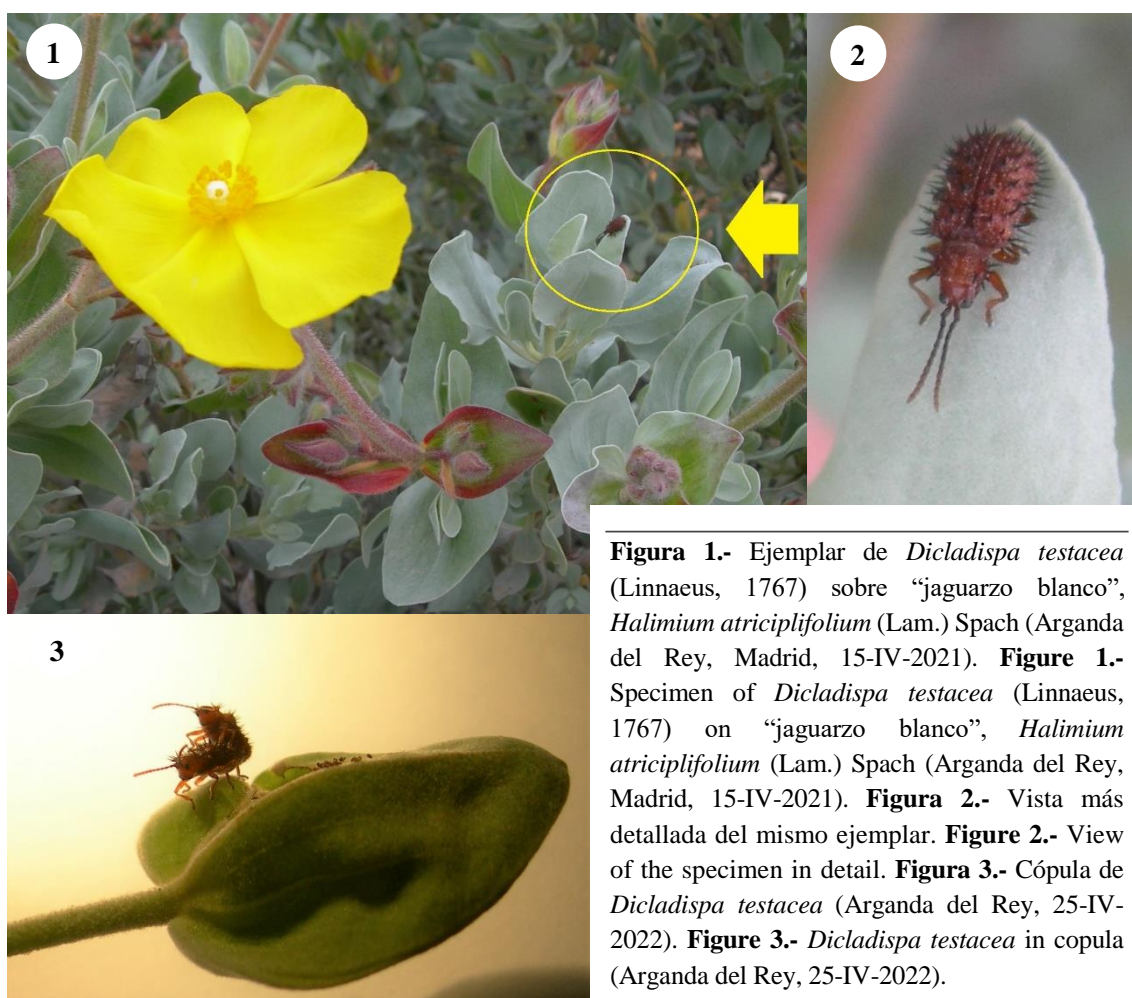 1
2
3
Figura 1.- Ejemplar de Dicladispa testacea
(Linnaeus, 1767) sobre “jaguarzo blanco”,
Halimium atriciplifolium (Lam.) Spach (Arganda
del Rey, Madrid, 15-IV-2021). Figure 1.-
Specimen of Dicladispa testacea (Linnaeus,
1767) on “jaguarzo blanco”, Halimium
atriciplifolium (Lam.) Spach (Arganda del Rey,
Madrid, 15-IV-2021). Figura 2.- Vista más
detallada del mismo ejemplar. Figure 2.- View
of the specimen in detail. Figura 3.- Cópula de
Dicladispa testacea (Arganda del Rey, 25-IV-
2022). Figure 3.- Dicladispa testacea in copula
(Arganda del Rey, 25-IV-2022).